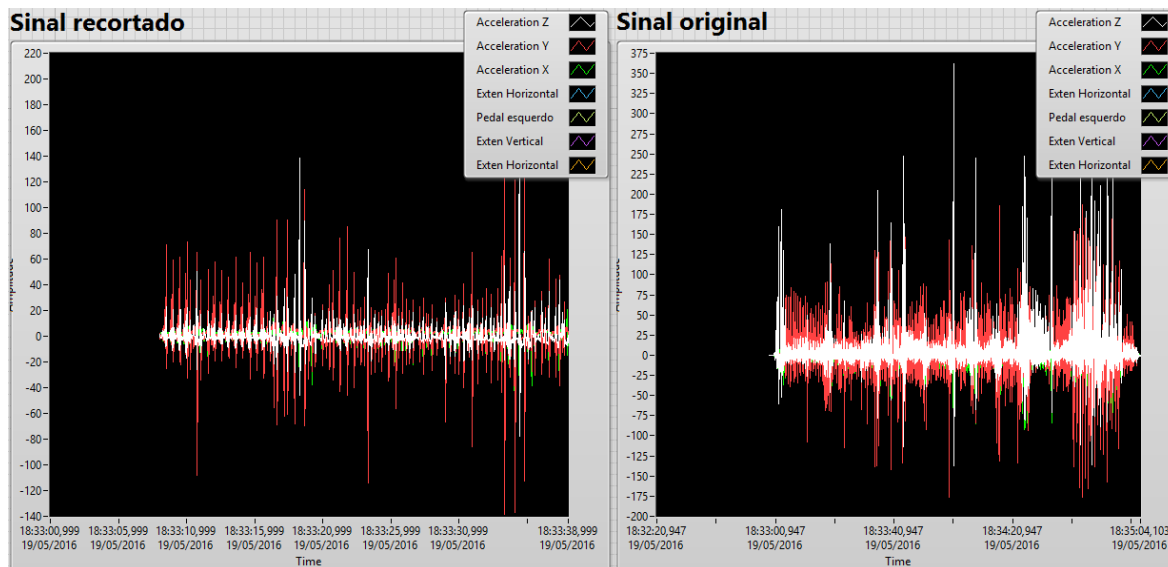 Sinal recortado
Acceleration Z
Acceleration Y
Acceleration X
Exten Horizontal
Pedal esquerdo
Exten Vertical
Exten Horizontal
220
200
180
160
140
120
100
80
60
40
20
0
-20
-40
-60
-80
-100
-120
-140
Amplitude
18:33:00,999 18:33:05,999 18:33:10,999 18:33:15,999 18:33:20,999 18:33:25,999 18:33:30,999 18:33:38,999
19/05/2016 19/05/2016 19/05/2016 19/05/2016 19/05/2016 19/05/2016 19/05/2016 19/05/2016
Time
Sinal original
Acceleration Z
Acceleration Y
Acceleration X
Exten Horizontal
Pedal esquerdo
Exten Vertical
Exten Horizontal
375
350
325
300
275
250
225
200
175
150
125
100
75
50
25
0
-25
-50
-75
-100
-125
-150
-175
-200
Amplitude
18:32:20,947 18:33:00,947 18:33:40,947 18:34:20,947 18:35:04,103
19/05/2016 19/05/2016 19/05/2016 19/05/2016 19/05/2016
Time